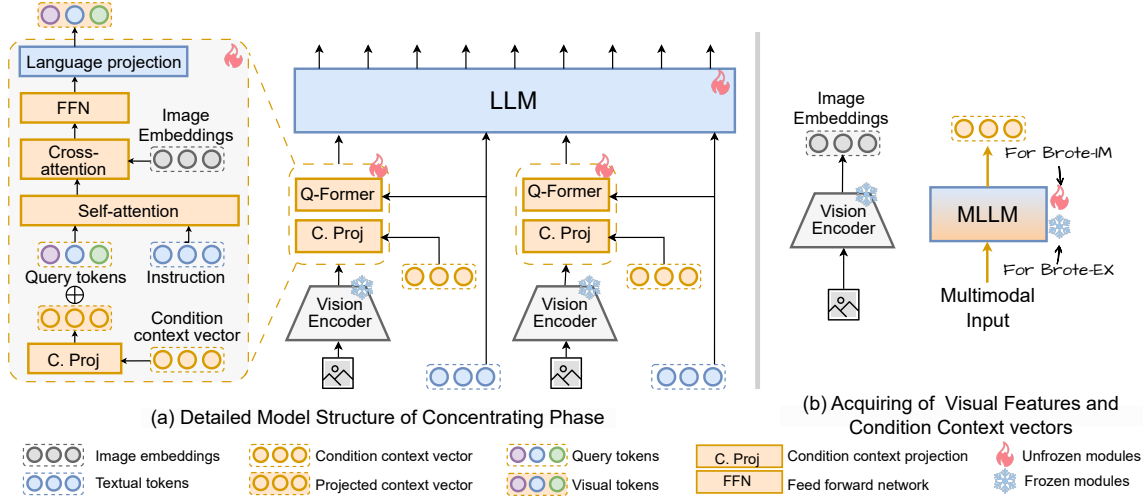 Language projection
FFN
Image
Embeddings
Cross-
attention
Self-attention
Query tokens
Instruction
Condition
context vector
C. Proj
LLM
Q-Former
C. Proj
Vision
Encoder
Q-Former
C. Proj
Vision
Encoder
(a) Detailed Model Structure of Concentrating Phase
Image
Embeddings
Vision
Encoder
For Brote-IM
MLLM
For Brote-EX
Multimodal
Input
(b) Acquiring of Visual Features and
Condition Context vectors
Image embeddings
Condition context vector
Query tokens
C. Proj
Condition context projection
Unfrozen modules
Textual tokens
Projected context vector
Visual tokens
FFN
Feed forward network
Frozen modules